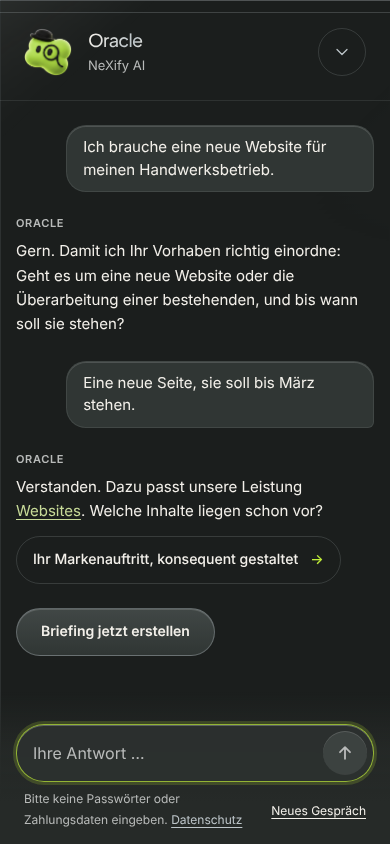 Oracle
NeXify AI
Ich brauche eine neue Website für
meinen Handwerksbetrieb.
ORACLE
Gern. Damit ich Ihr Vorhaben richtig einordne:
Geht es um eine neue Website oder die
Überarbeitung einer bestehenden, und bis wann
soll sie stehen?
Eine neue Seite, sie soll bis März
stehen.
ORACLE
Verstanden. Dazu passt unsere Leistung
Websites. Welche Inhalte liegen schon vor?
Ihr Markenauftritt, konsequent gestaltet →
Briefing jetzt erstellen
Ihre Antwort ...
Bitte keine Passwörter oder
Zahlungsdaten eingeben. Datenschutz
Neues Gespräch